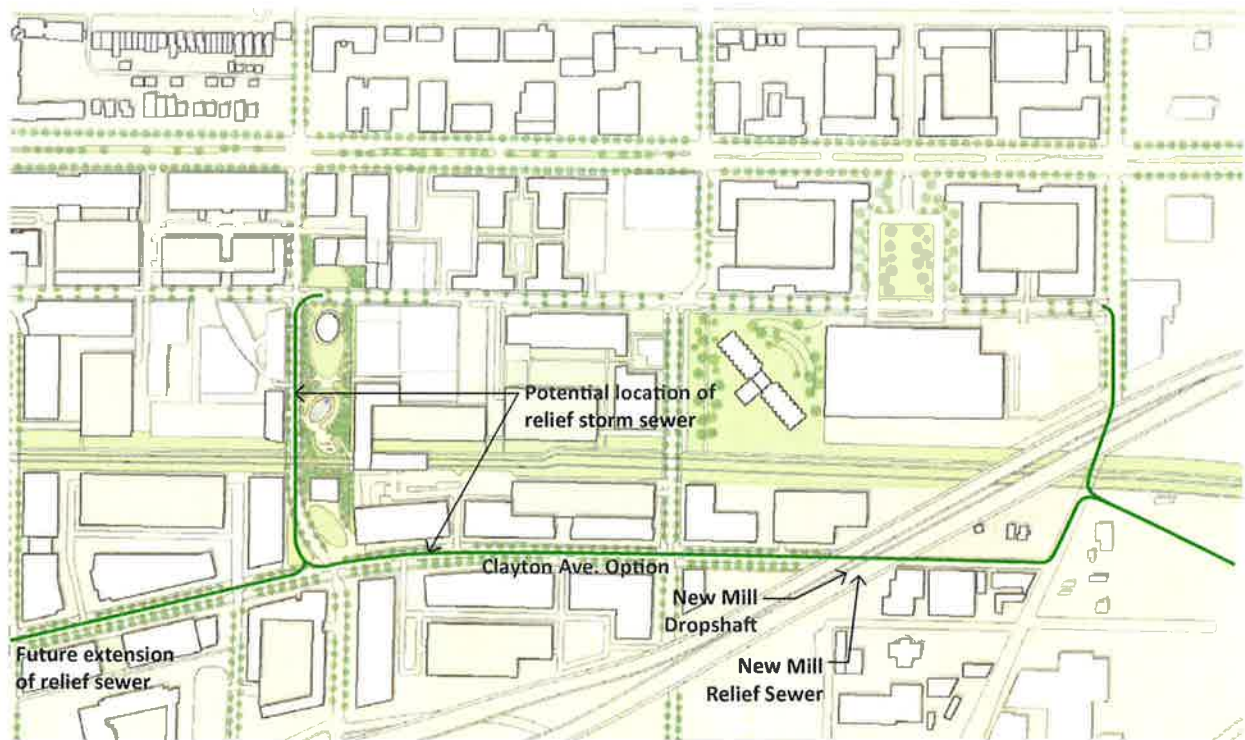 Potential location of
relief storm sewer
Clayton Ave. Option
New Mill
Dropshaft
Future extension
of relief sewer
New Mill
Relief Sewer